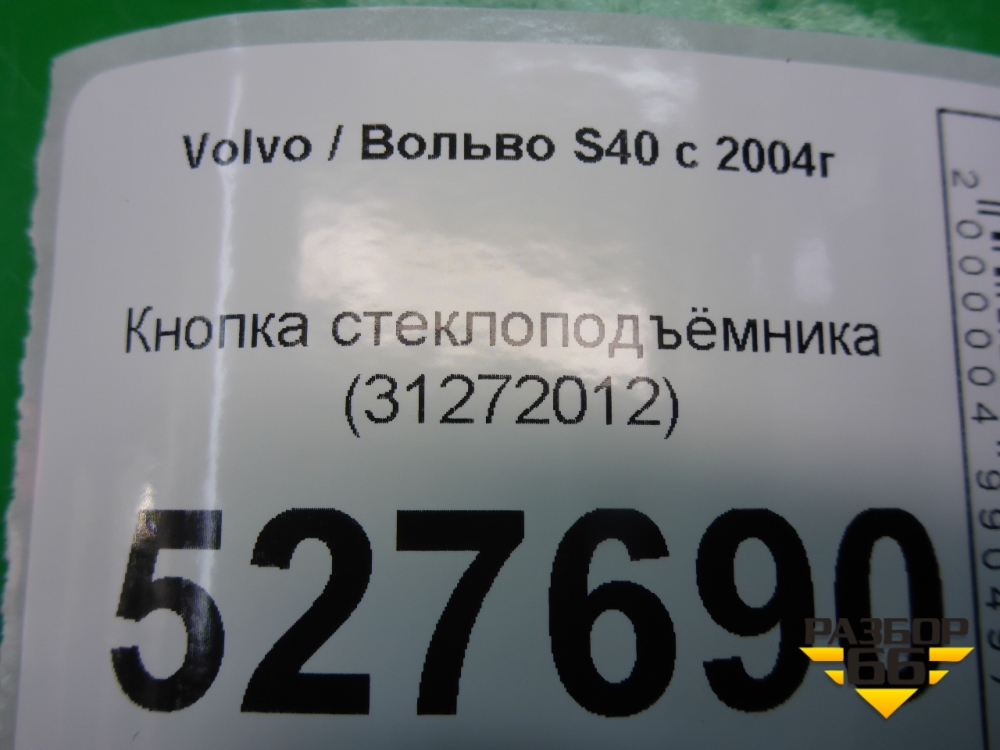 Volvo / Вольво S40 с 2004г
Кнопка стеклоподъёмника
(31272012)
527690
РАЗБОР
66